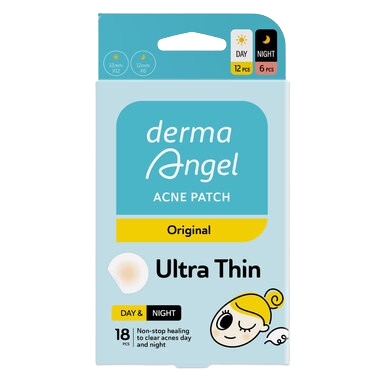 DAY
NIGHT
12 PCS
6 PCS
derma
Angel
ACNE PATCH
Original
Ultra Thin
DAY & NIGHT
18 PCS
Non-stop healing
to clear acnes day
and night